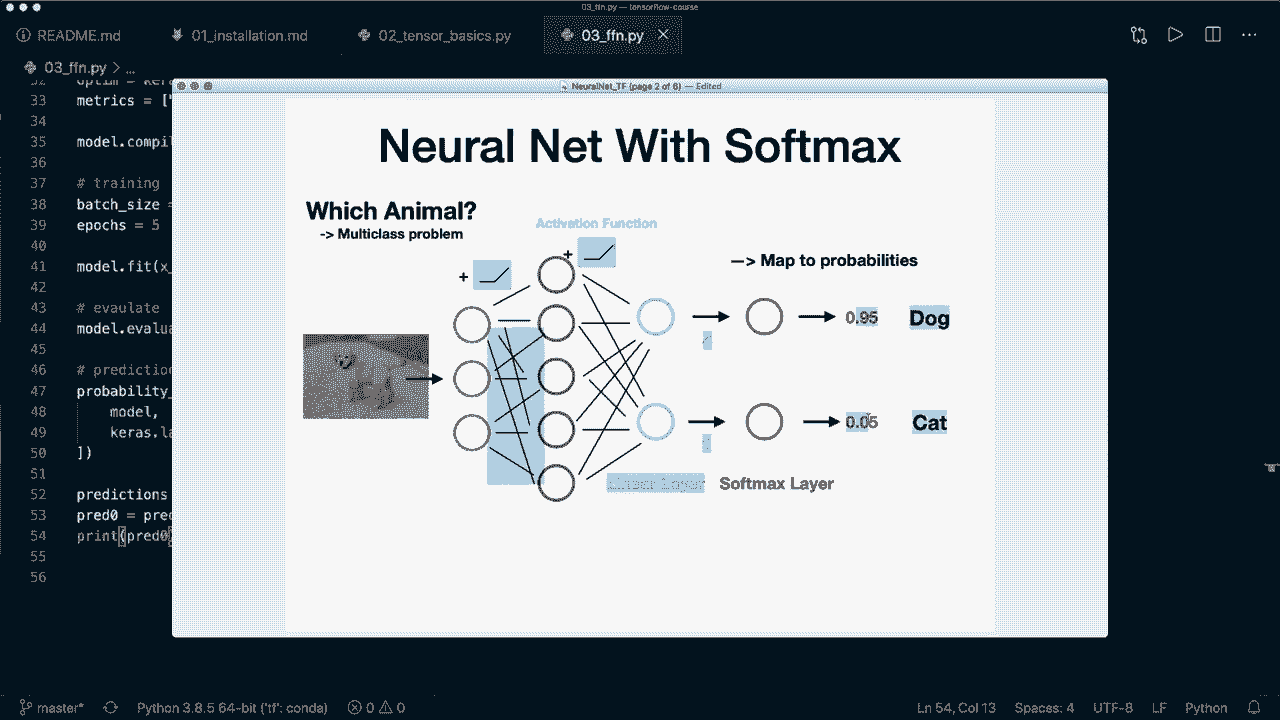 03_ffn.py — tensorflow-course
README.md
01_installation.md
02_tensor_basics.py
03_ffn.py
03_ffn.py > ...
33 metrics = ["
34
35 model.compil
36
37 # training
38 batch_size =
39 epochs = 5
40
41 model.fit(x_
42
43 # evaulate
44 model.evalua
45
46 # prediction
47 probability_
48 model,
49 keras.la
50 ])
51
52 predictions
53 pred0 = pred
54 print(pred0
55
56
NeuralNet_TF (page 2 of 6) — Edited
Neural Net With Softmax
Which Animal?
-> Multiclass problem
Activation Function
+
+
—> Map to probabilities
0.95 Dog
0.05 Cat
Linear Layer Softmax Layer
master*
Python 3.8.5 64-bit ('tf': conda)
0 0
Ln 54, Col 13
Spaces: 4
UTF-8
LF
Python